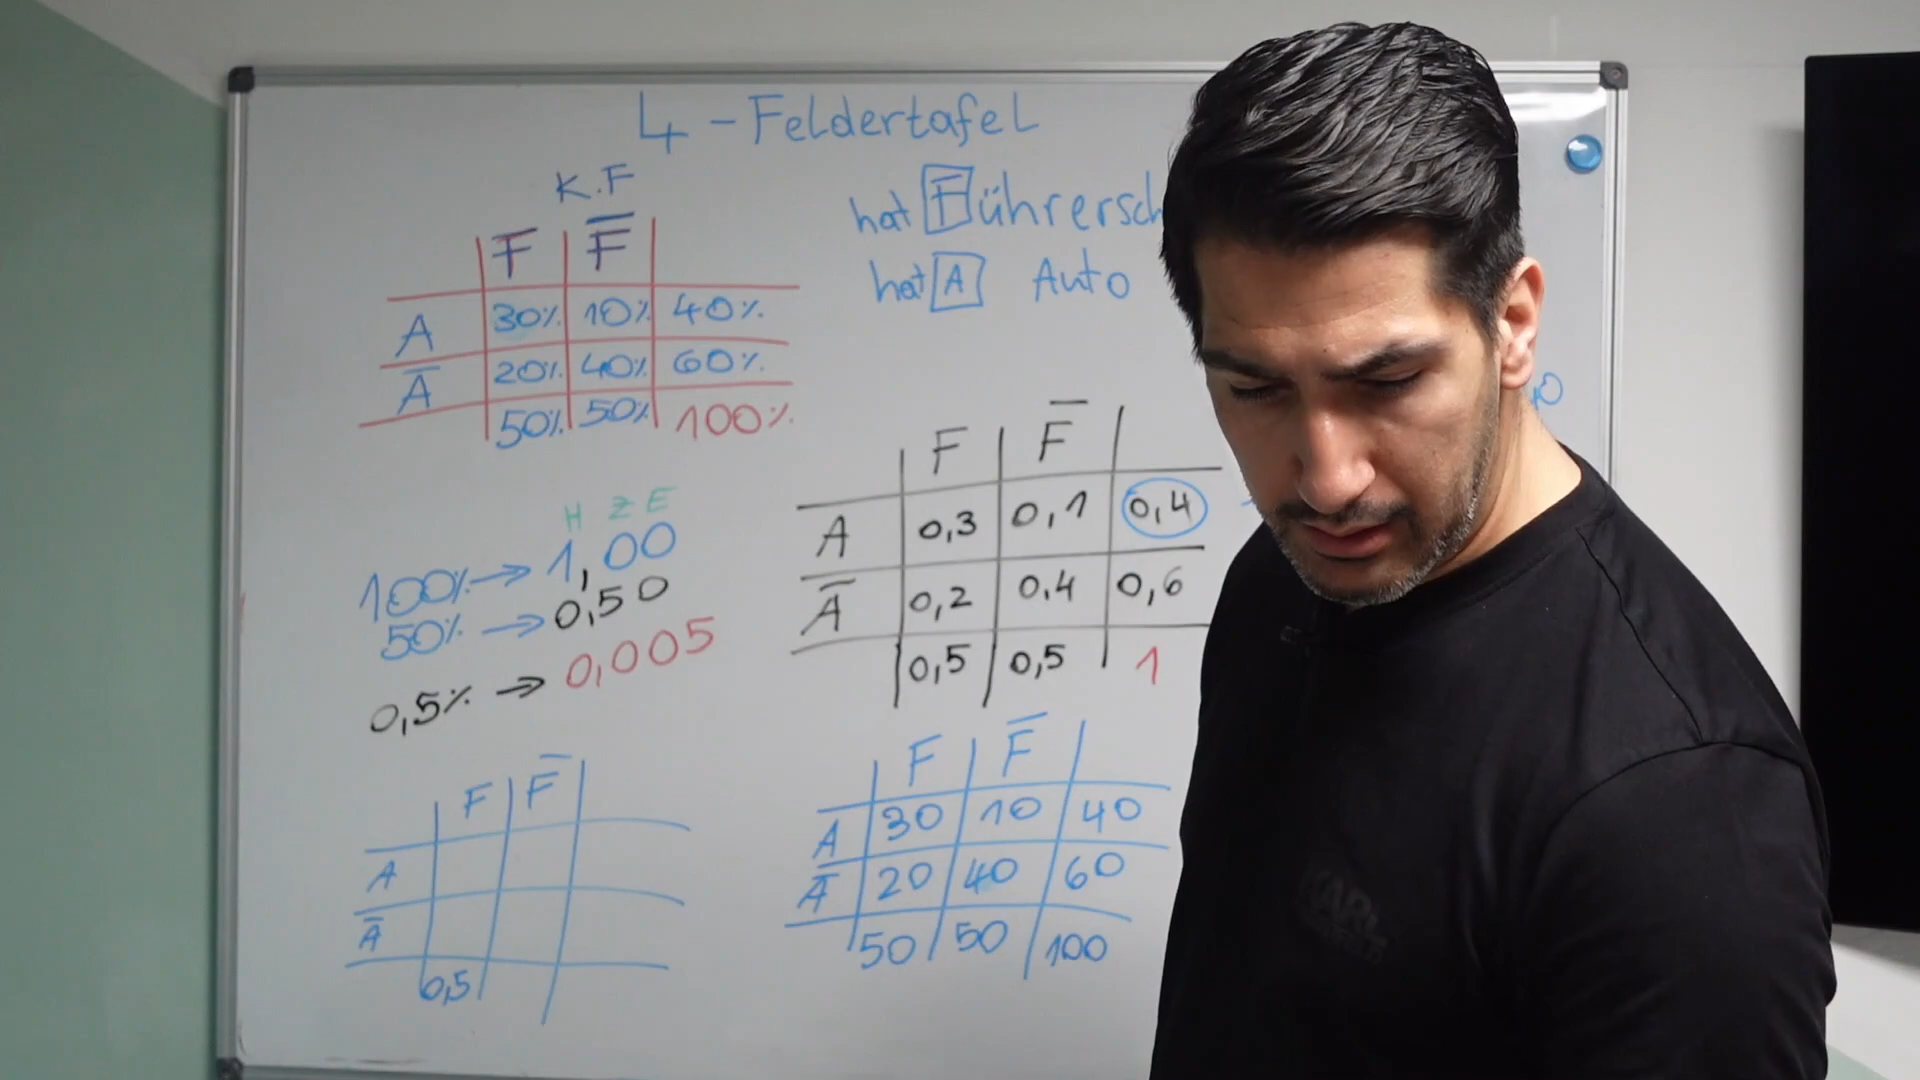 4-Feldertafel
K.F
F F̅
A 30% 10% 40%
A̅ 20% 40% 60%
50% 50% 100%
hat Führersch
hat A Auto
H Z E
100% → 1,00
50% → 0,50
0,5% → 0,005
F F̅
A 0,3 0,1 0,4
A̅ 0,2 0,4 0,6
0,5 0,5 1
F F̅
A
A̅
0,5
F F̅
A 30 10 40
A̅ 20 40 60
50 50 100
KARL